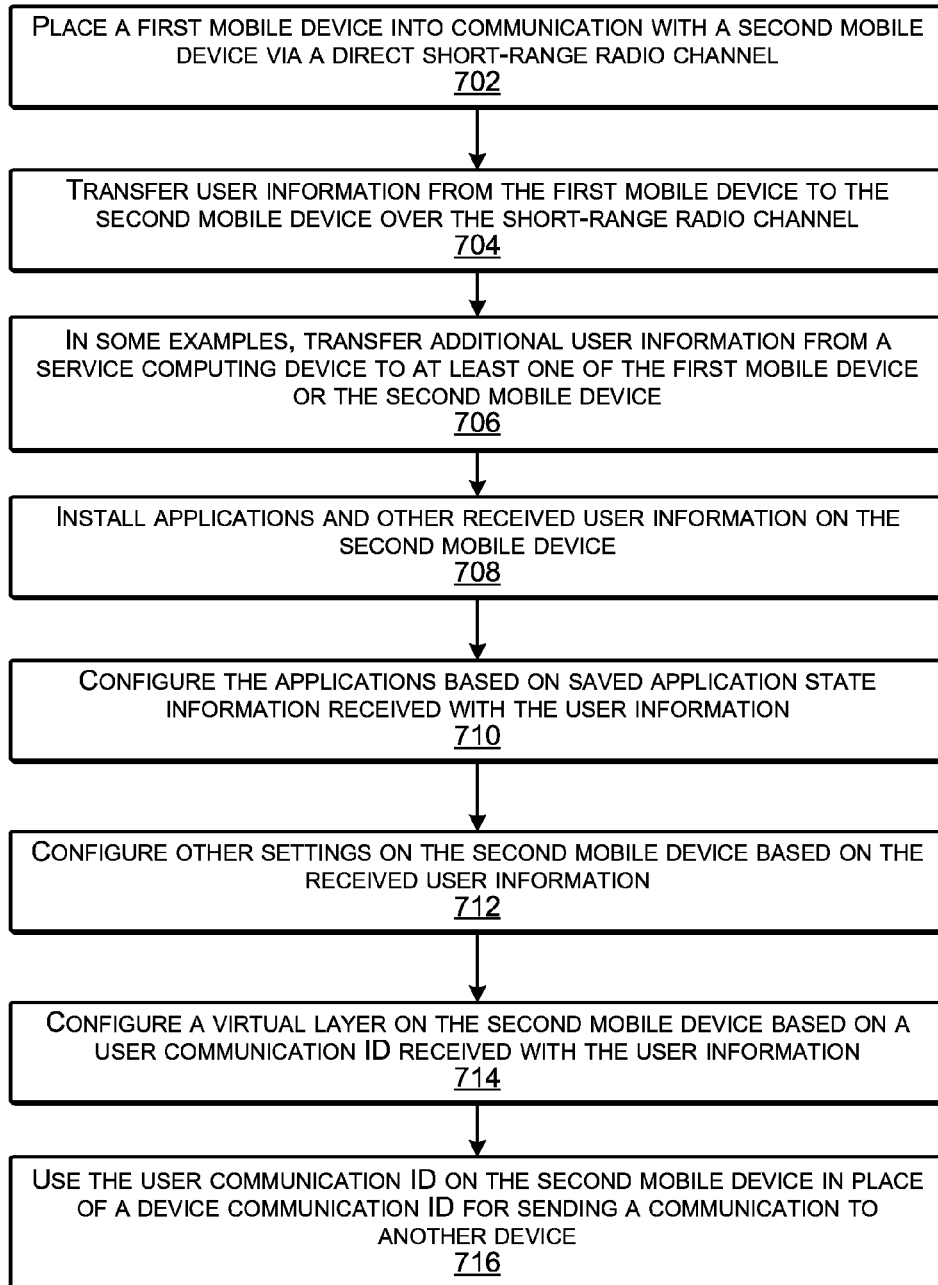 PLACE A FIRST MOBILE DEVICE INTO COMMUNICATION WITH A SECOND MOBILE
DEVICE VIA A DIRECT SHORT-RANGE RADIO CHANNEL
702
TRANSFER USER INFORMATION FROM THE FIRST MOBILE DEVICE TO THE
SECOND MOBILE DEVICE OVER THE SHORT-RANGE RADIO CHANNEL
704
IN SOME EXAMPLES, TRANSFER ADDITIONAL USER INFORMATION FROM A
SERVICE COMPUTING DEVICE TO AT LEAST ONE OF THE FIRST MOBILE DEVICE
OR THE SECOND MOBILE DEVICE
706
INSTALL APPLICATIONS AND OTHER RECEIVED USER INFORMATION ON THE
SECOND MOBILE DEVICE
708
CONFIGURE THE APPLICATIONS BASED ON SAVED APPLICATION STATE
INFORMATION RECEIVED WITH THE USER INFORMATION
710
CONFIGURE OTHER SETTINGS ON THE SECOND MOBILE DEVICE BASED ON THE
RECEIVED USER INFORMATION
712
CONFIGURE A VIRTUAL LAYER ON THE SECOND MOBILE DEVICE BASED ON A
USER COMMUNICATION ID RECEIVED WITH THE USER INFORMATION
714
USE THE USER COMMUNICATION ID ON THE SECOND MOBILE DEVICE IN PLACE
OF A DEVICE COMMUNICATION ID FOR SENDING A COMMUNICATION TO
ANOTHER DEVICE
716